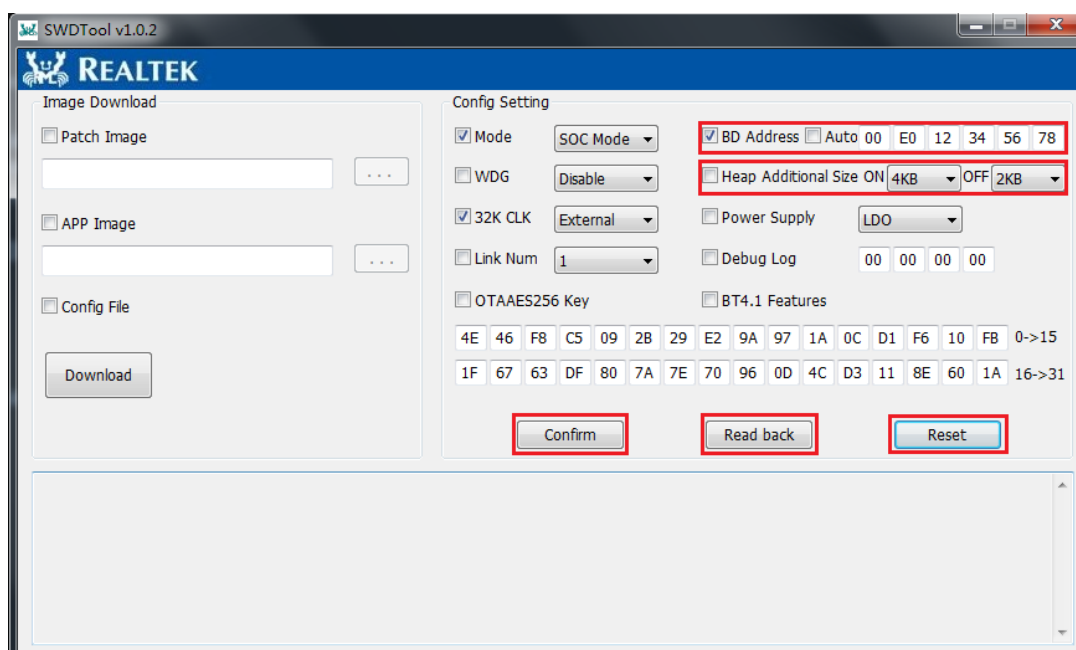 SWDTool v1.0.2
REALTEK
Image Download
Patch Image
...
APP Image
...
Config File
Download
Config Setting
Mode SOC Mode BD Address Auto 00 E0 12 34 56 78
WDG Disable Heap Additional Size ON 4KB OFF 2KB
32K CLK External Power Supply LDO
Link Num 1 Debug Log 00 00 00 00
OTAAES256 Key BT4.1 Features
4E 46 F8 C5 09 2B 29 E2 9A 97 1A 0C D1 F6 10 FB 0->15
1F 67 63 DF 80 7A 7E 70 96 0D 4C D3 11 8E 60 1A 16->31
Confirm Read back Reset